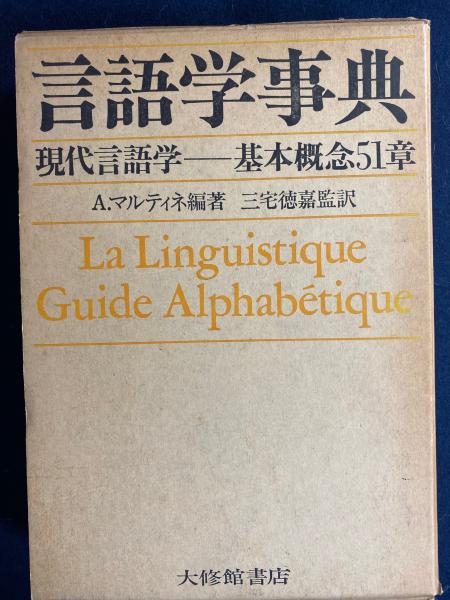 言語学事典
現代言語学——基本概念51章
A.マルティネ編著 三宅徳嘉監訳
La Linguistique
Guide Alphabétique
大修館書店